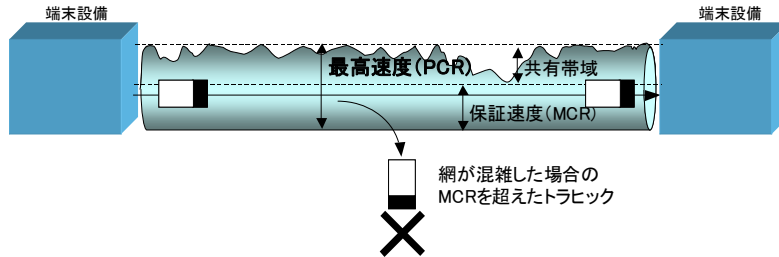 端末設備
端末設備
最高速度(PCR)
共有帯域
保証速度(MCR)
網が混雑した場合の
MCRを超えたトラヒック